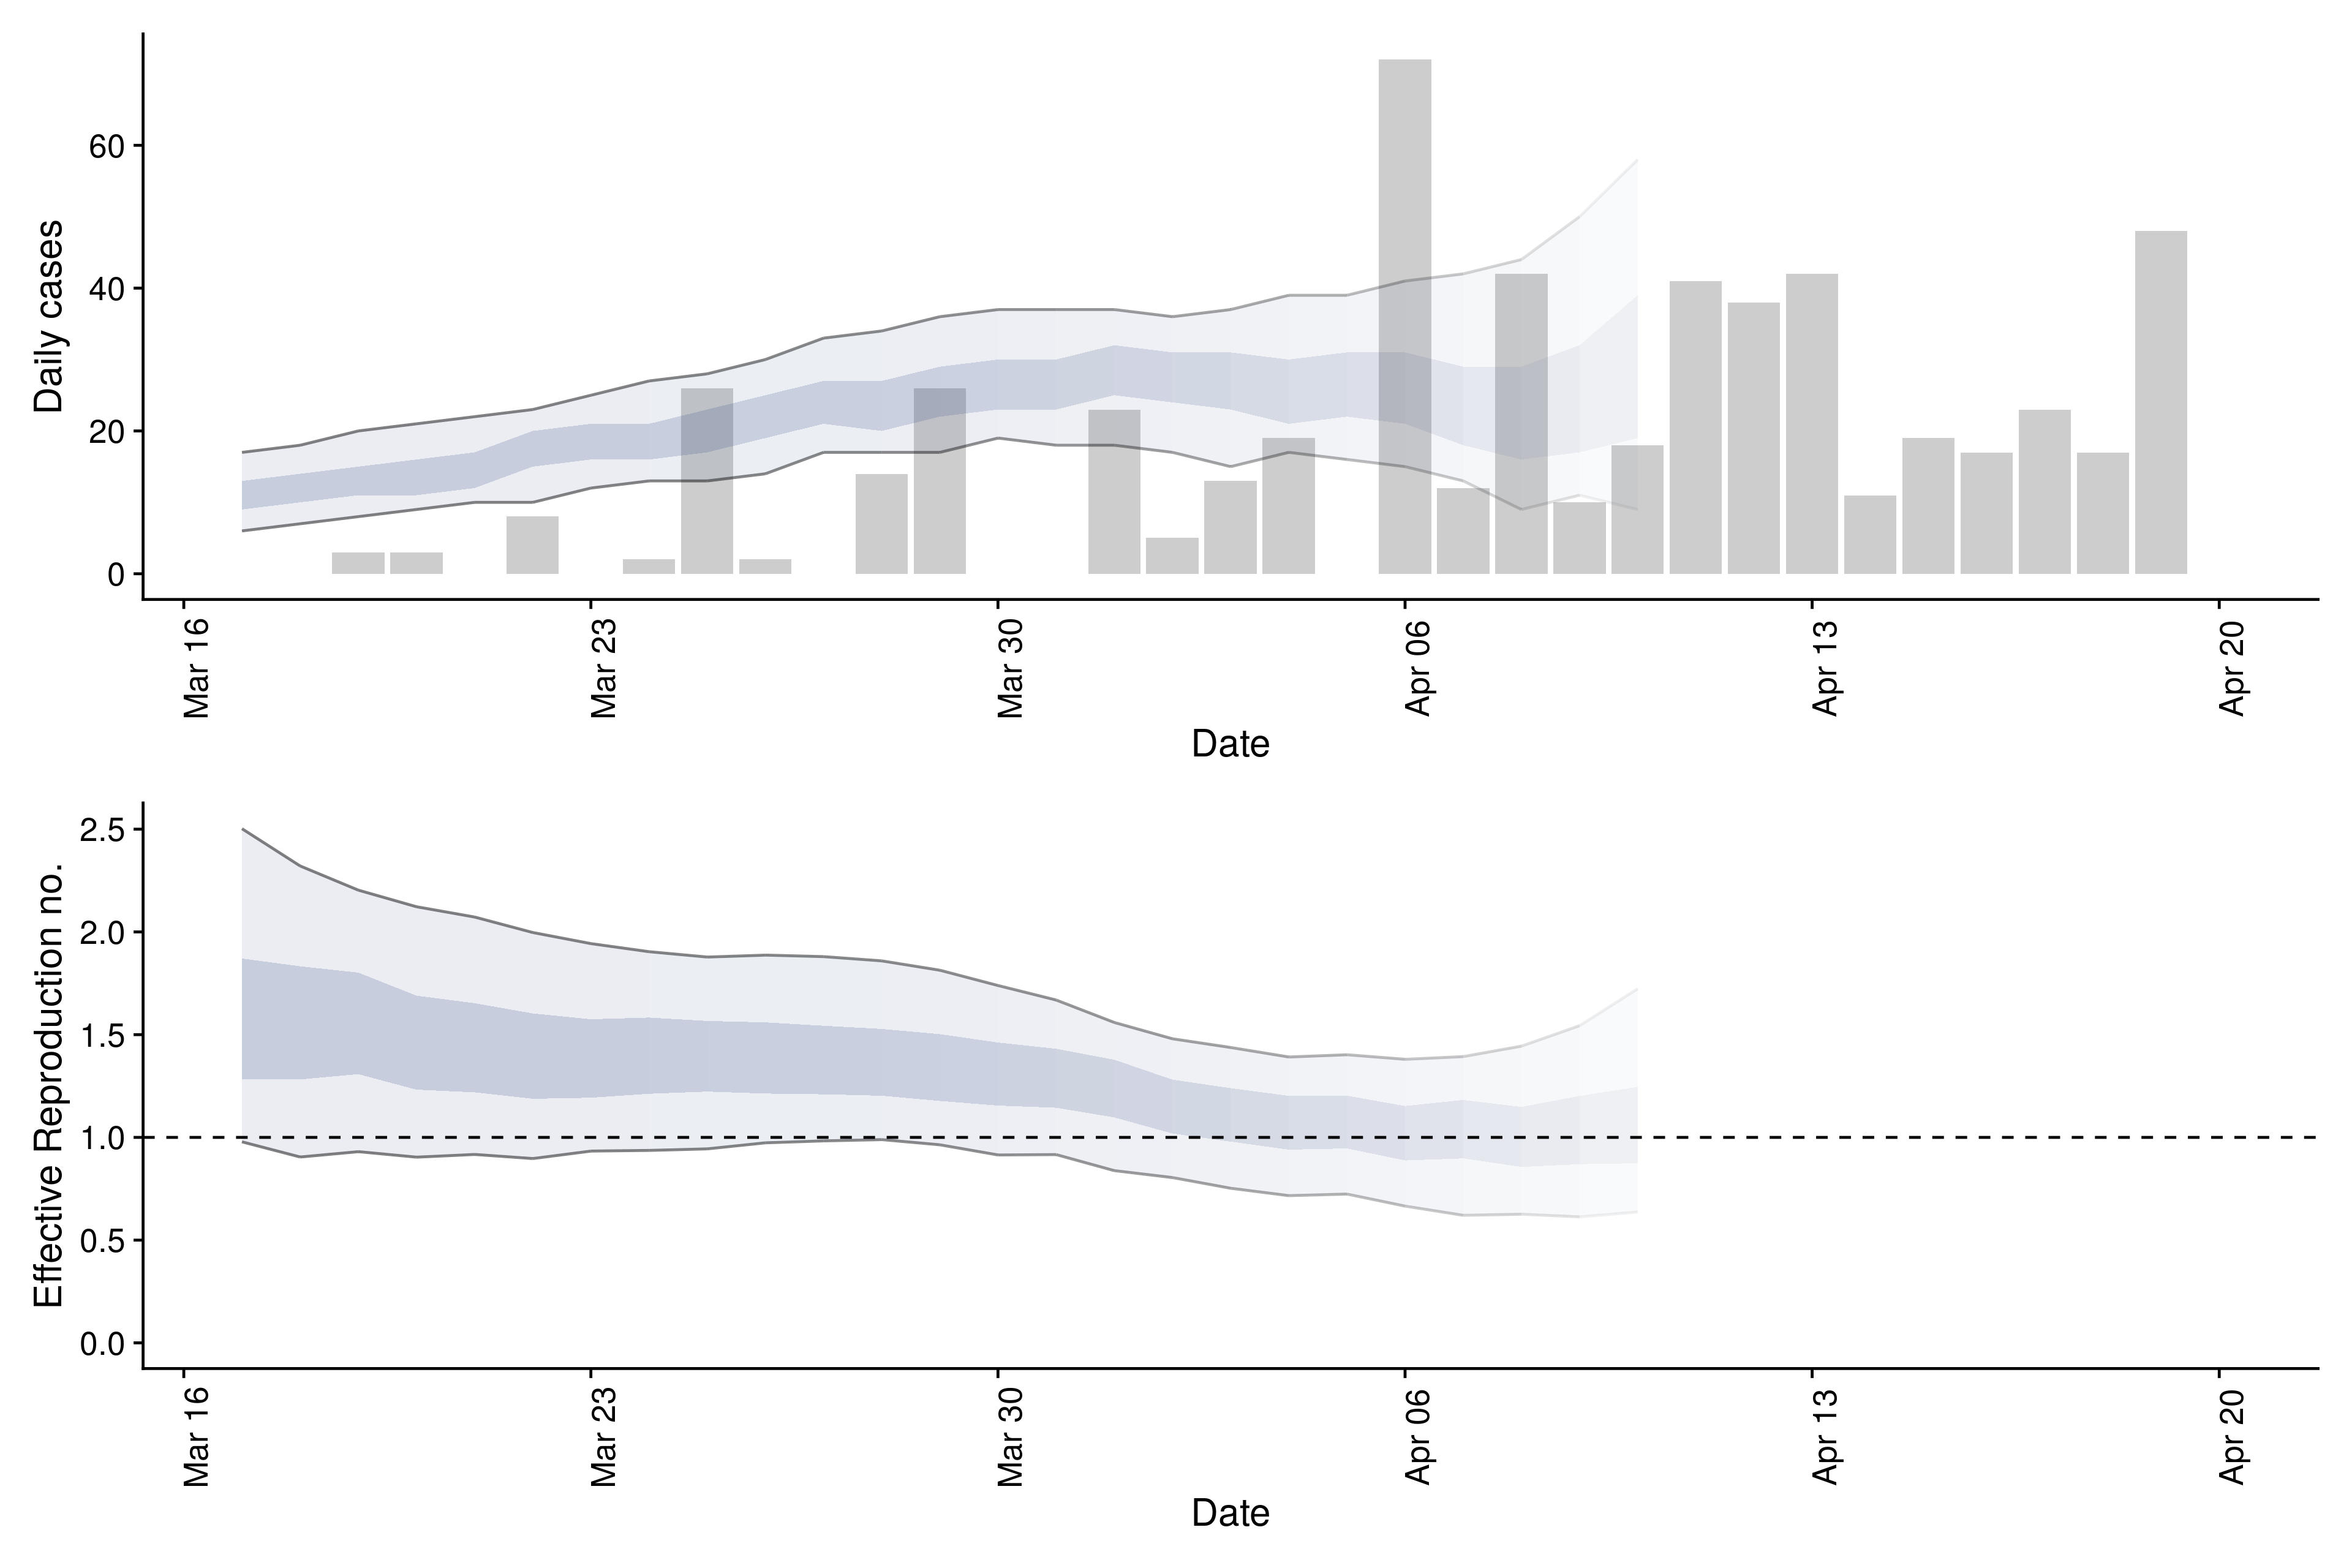 Daily cases
60
40
20
0
Mar 16
Mar 23
Mar 30
Apr 06
Apr 13
Apr 20
Date
Effective Reproduction no.
2.5
2.0
1.5
1.0
0.5
0.0
Mar 16
Mar 23
Mar 30
Apr 06
Apr 13
Apr 20
Date